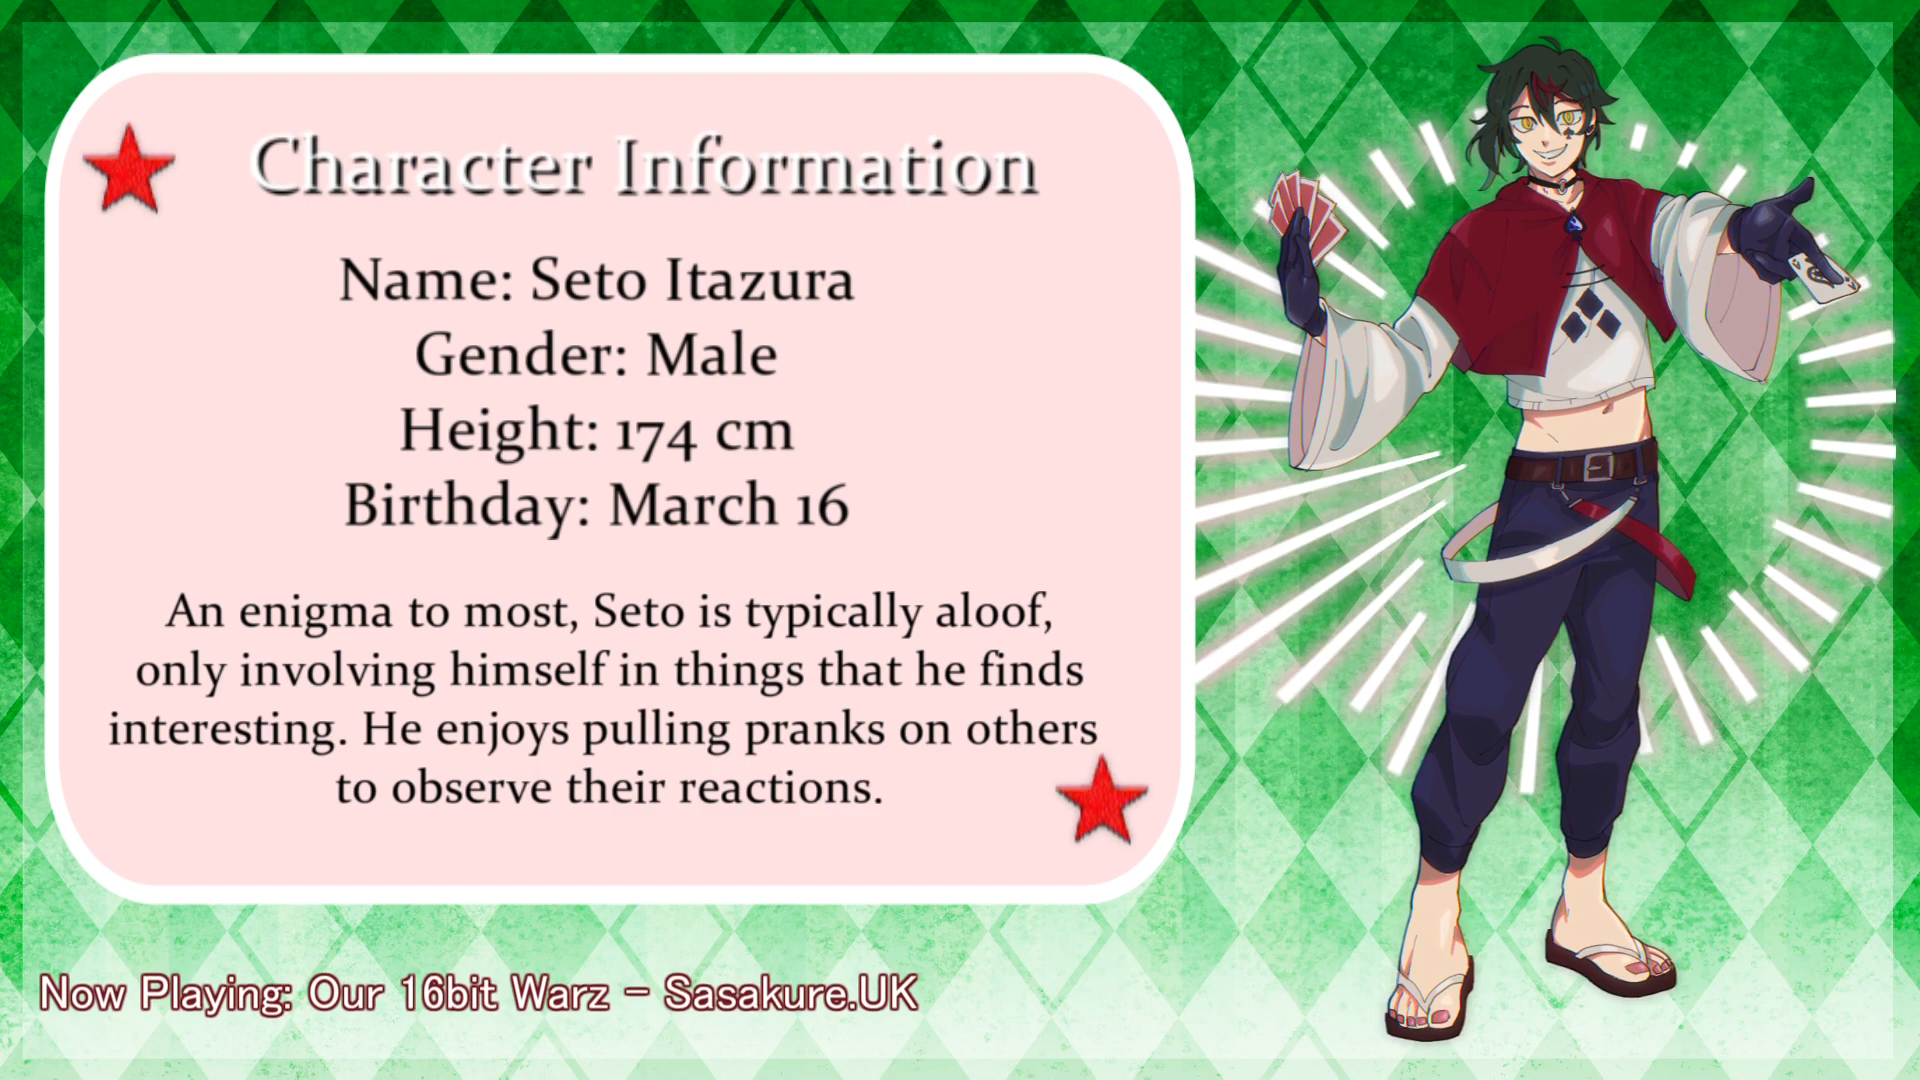 Character Information
Name: Seto Itazura
Gender: Male
Height: 174 cm
Birthday: March 16
An enigma to most, Seto is typically aloof,
only involving himself in things that he finds
interesting. He enjoys pulling pranks on others
to observe their reactions.
Now Playing: Our 16bit Warz - Sasakure.UK